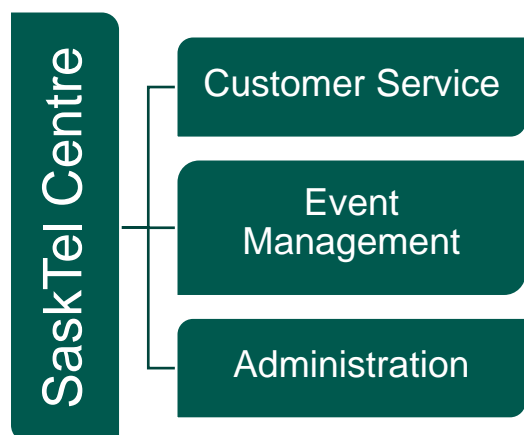 SaskTel Centre
Customer Service
Event
Management
Administration